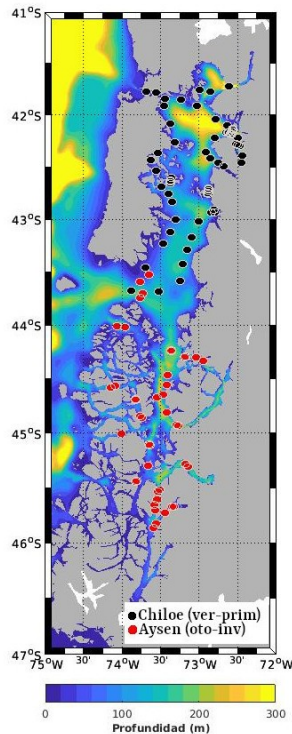 41°S
42°S
43°S
44°S
45°S
46°S
47°S
Chiloe (ver-prim)
Aysen (oto-inv)
75°W 30' 74°W 30' 73°W 30' 72°W
0 100 200 300
Profundidad (m)